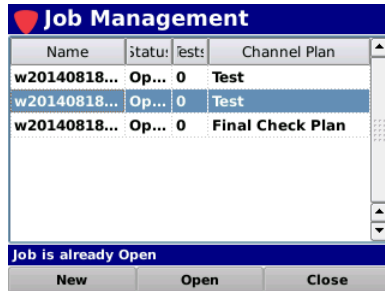 Job Management
Name Status Tests Channel Plan
w20140818... Op... 0 Test
w20140818... Op... 0 Test
w20140818... Op... 0 Final Check Plan
Job is already Open
New Open Close